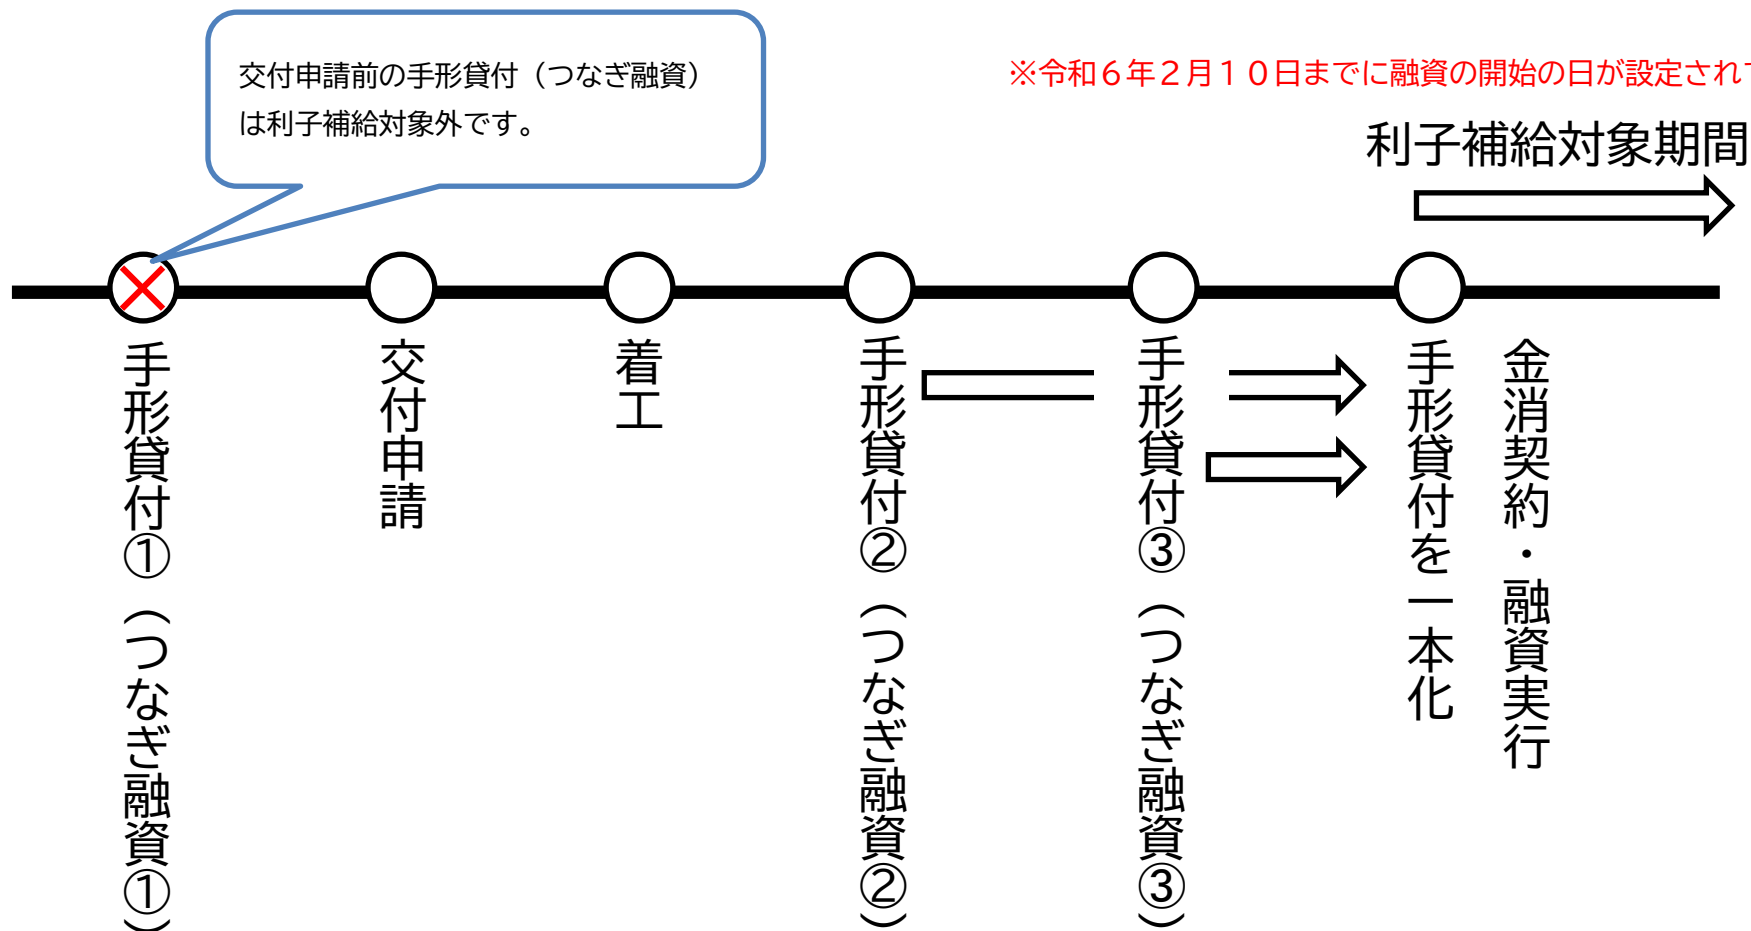 交付申請前の手形貸付（つなぎ融資）
は利子補給対象外です。
※令和６年２月１０日までに融資の開始の日が設定され
利子補給対象期間
手形貸付①（つなぎ融資①）
交付申請
着工
手形貸付②（つなぎ融資②）
手形貸付③（つなぎ融資③）
手形貸付を一本化
金消契約・融資実行